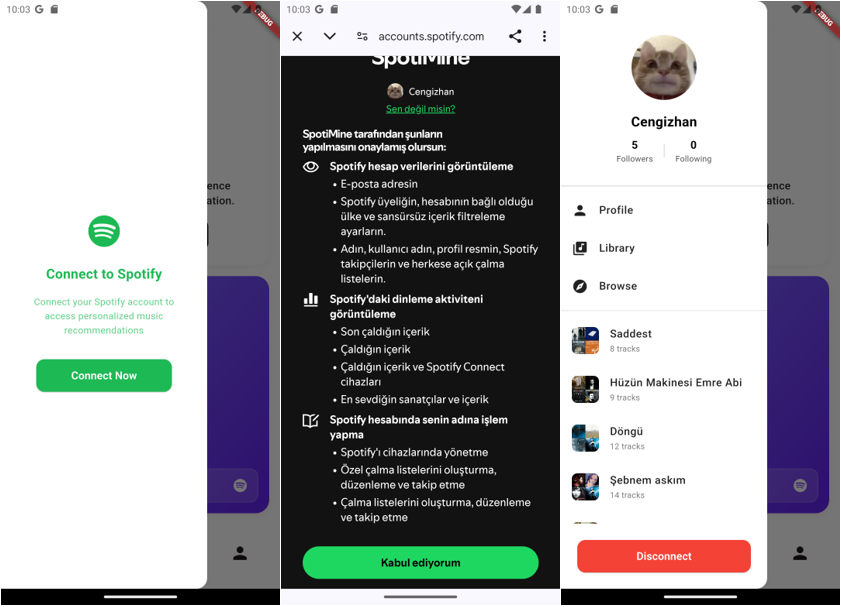 10:03 G
DEBUG
ence
ation.
Connect to Spotify
Connect your Spotify account to
access personalized music
recommendations
Connect Now
10:03 G
accounts.spotify.com
SpotiMine
Cengizhan
Sen değil misin?
SpotiMine tarafından şunların
yapılmasını onaylamış olursun:
Spotify hesap verilerini görüntüleme
• E-posta adresin
• Spotify üyeliğin, hesabının bağlı olduğu
ülke ve sansürsüz içerik filtreleme
ayarların.
• Adın, kullanıcı adın, profil resmin, Spotify
takipçilerin ve herkese açık çalma
listelerin.
Spotify'daki dinleme aktiviteni
görüntüleme
• Son çaldığın içerik
• Çaldığın içerik
• Çaldığın içerik ve Spotify Connect
cihazları
• En sevdiğin sanatçılar ve içerik
Spotify hesabında senin adına işlem
yapma
• Spotify'ı cihazlarında yönetme
• Özel çalma listelerini oluşturma,
düzenleme ve takip etme
• Çalma listelerini oluşturma, düzenleme
ve takip etme
Kabul ediyorum
10:03 G
DEBUG
Cengizhan
5 0
Followers Following
ence
ation.
Profile
Library
Browse
Saddest
8 tracks
Hüzün Makinesi Emre Abi
9 tracks
Döngü
12 tracks
Şebnem askım
14 tracks
Disconnect